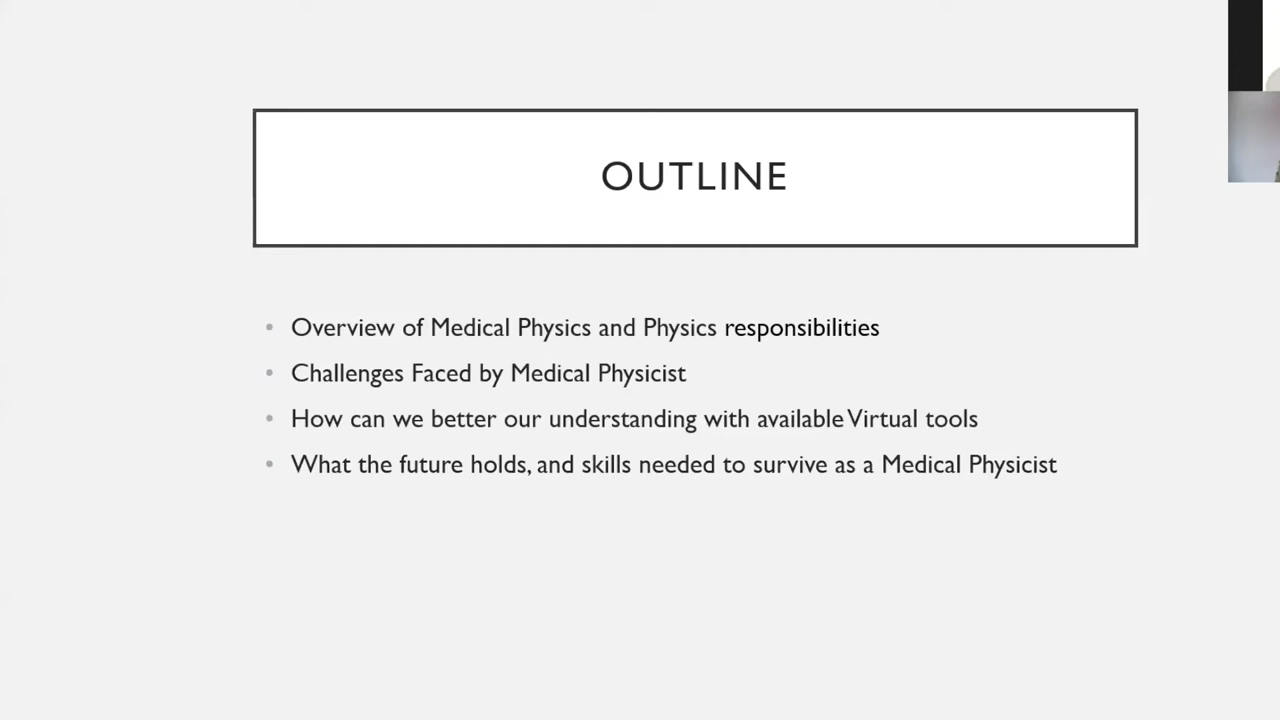 OUTLINE
• Overview of Medical Physics and Physics responsibilities
• Challenges Faced by Medical Physicist
• How can we better our understanding with available Virtual tools
• What the future holds, and skills needed to survive as a Medical Physicist